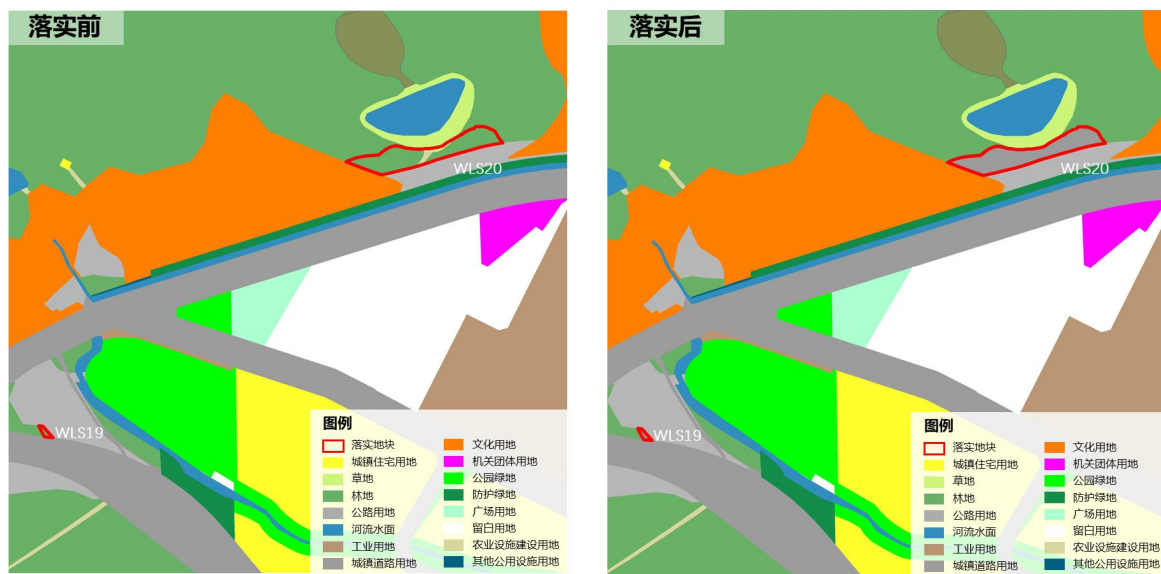 落实前
WLS20
WLS19
图例
落实地块
文化用地
城镇住宅用地
机关团体用地
草地
公园绿地
林地
防护绿地
公路用地
广场用地
河流水面
留白用地
工业用地
农业设施建设用地
城镇道路用地
其他公用设施用地
落实后
WLS20
WLS19
图例
落实地块
文化用地
城镇住宅用地
机关团体用地
草地
公园绿地
林地
防护绿地
公路用地
广场用地
河流水面
留白用地
工业用地
农业设施建设用地
城镇道路用地
其他公用设施用地